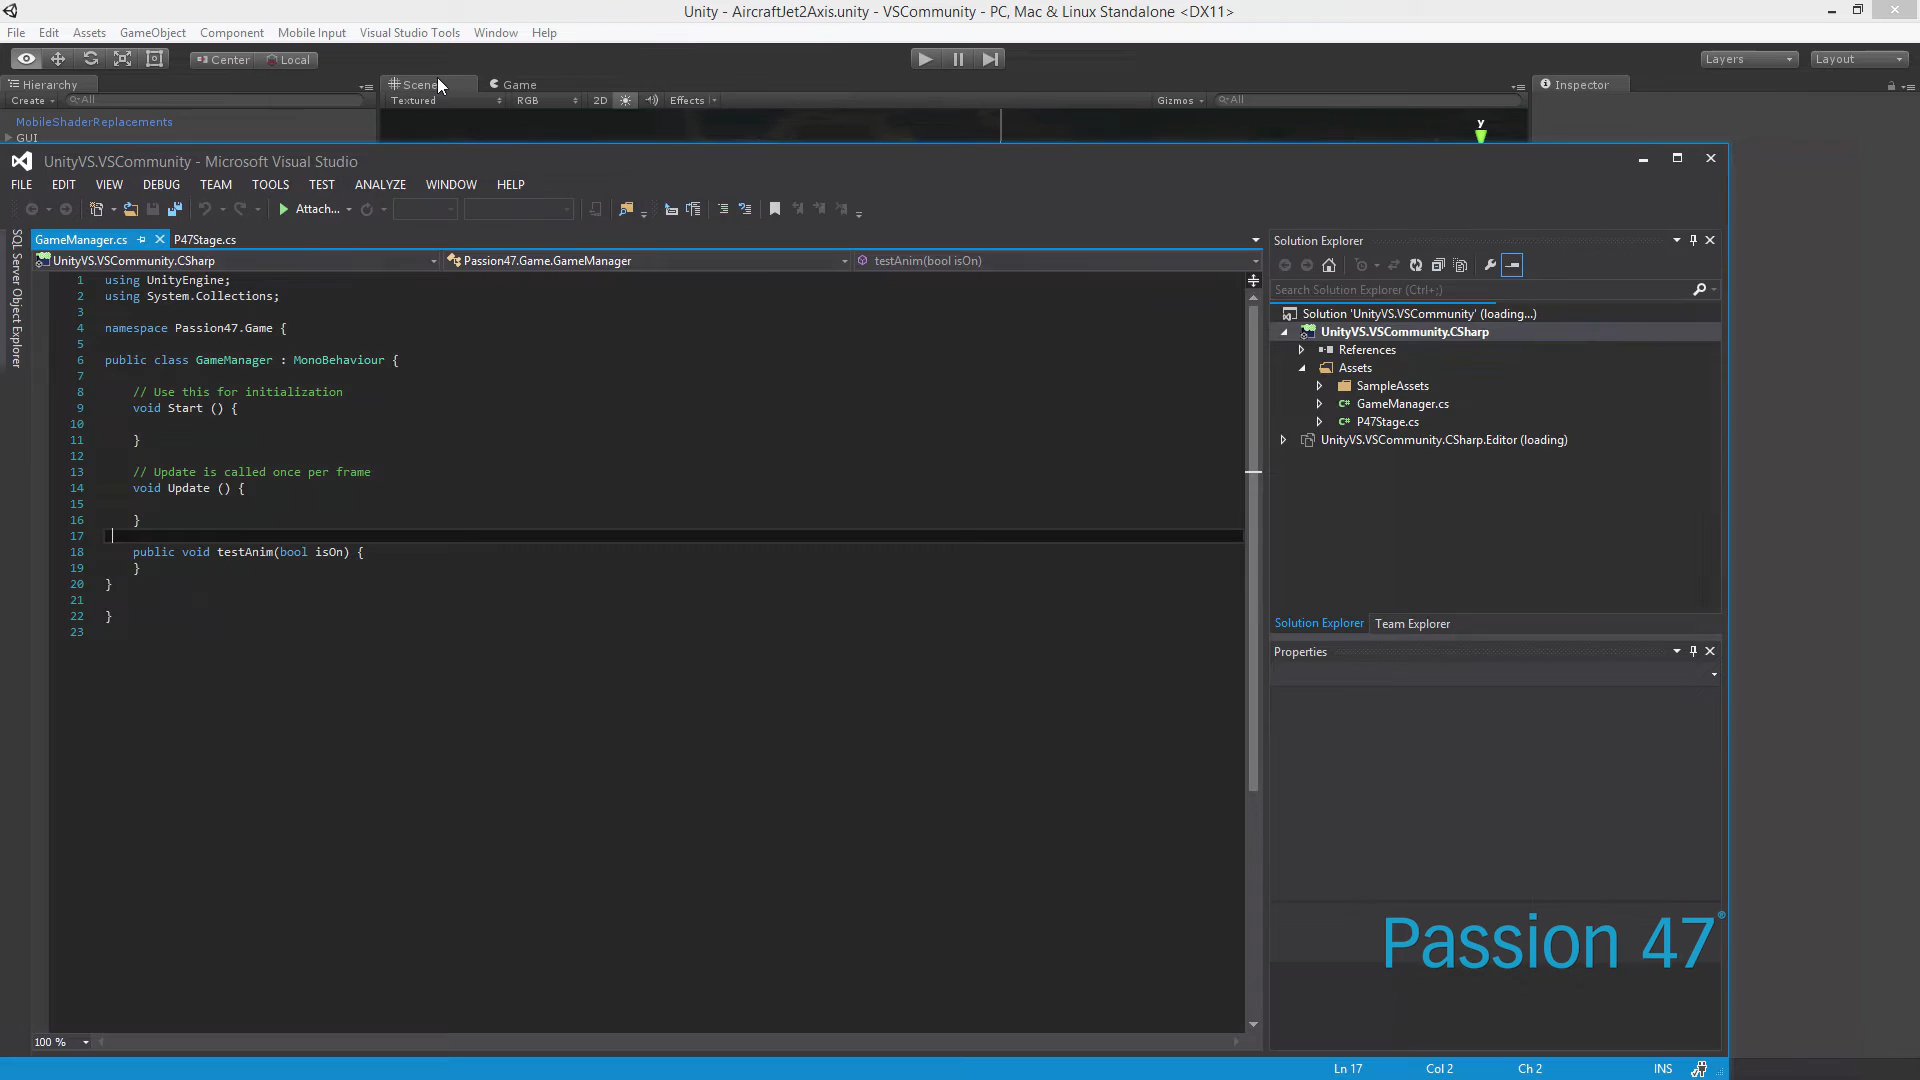 Unity - AircraftJet2Axis.unity - VSCommunity - PC, Mac & Linux Standalone <DX11>
File Edit Assets GameObject Component Mobile Input Visual Studio Tools Window Help
Center Local Layers Layout
Hierarchy Scene Game Inspector
Create All Textured RGB 2D Effects Gizmos All
MobileShaderReplacements
GUI
y
UnityVS.VSCommunity - Microsoft Visual Studio
FILE EDIT VIEW DEBUG TEAM TOOLS TEST ANALYZE WINDOW HELP
Attach...
SQL Server Object Explorer
GameManager.cs P47Stage.cs
UnityVS.VSCommunity.CSharp Passion47.Game.GameManager testAnim(bool isOn)
1 using UnityEngine;
2 using System.Collections;
3
4 namespace Passion47.Game {
5
6 public class GameManager : MonoBehaviour {
7
8 // Use this for initialization
9 void Start () {
10
11 }
12
13 // Update is called once per frame
14 void Update () {
15
16 }
17
18 public void testAnim(bool isOn) {
19 }
20 }
21
22 }
23
100 %
Solution Explorer
Search Solution Explorer (Ctrl+;)
Solution 'UnityVS.VSCommunity' (loading...)
UnityVS.VSCommunity.CSharp
References
Assets
SampleAssets
C# GameManager.cs
C# P47Stage.cs
UnityVS.VSCommunity.CSharp.Editor (loading)
Solution Explorer Team Explorer
Properties
Passion 47®
Ln 17 Col 2 Ch 2 INS